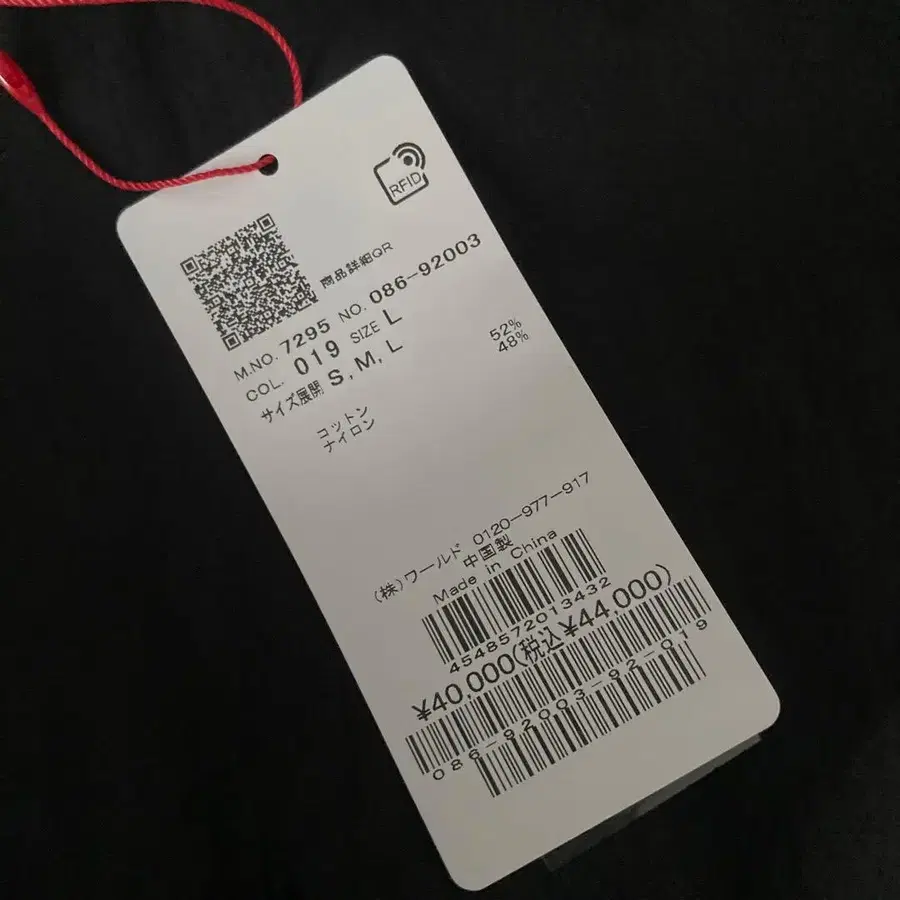 RFID
商品詳細QR
M.NO. 7295 NO. 086-92003
COL. 019 SIZE L
サイズ展開 S, M, L
コットン 52%
ナイロン 48%
(株)ワールド 0120-977-917
中国製
Made in China
4548572013432
¥40,000(税込¥44,000)
086-92003-92-019